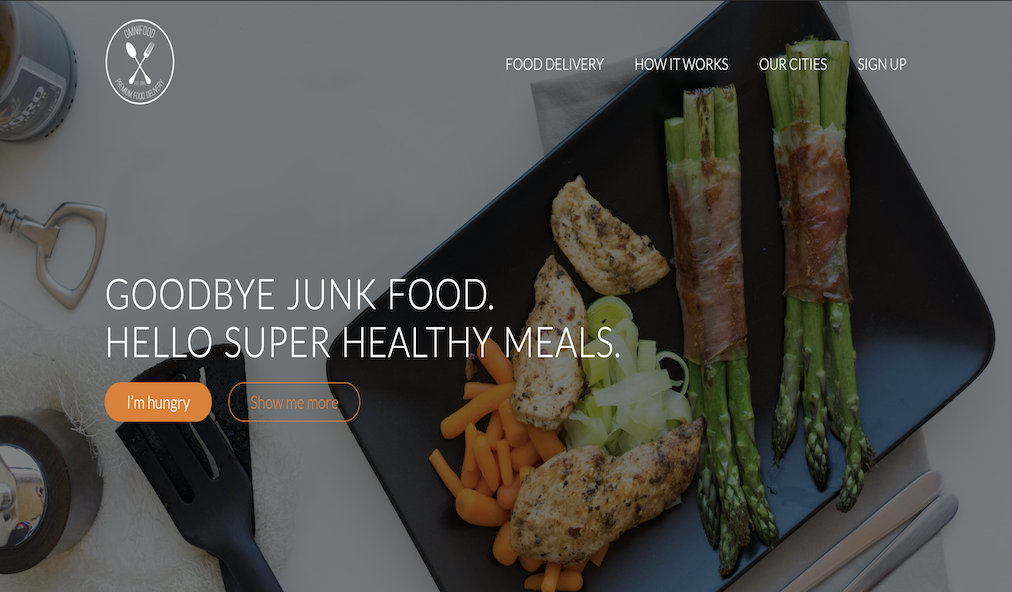 OMNIFOOD
PREMIUM FOOD DELIVERY
FOOD DELIVERY
HOW IT WORKS
OUR CITIES
SIGN UP
GOODBYE JUNK FOOD.
HELLO SUPER HEALTHY MEALS.
I'm hungry
Show me more